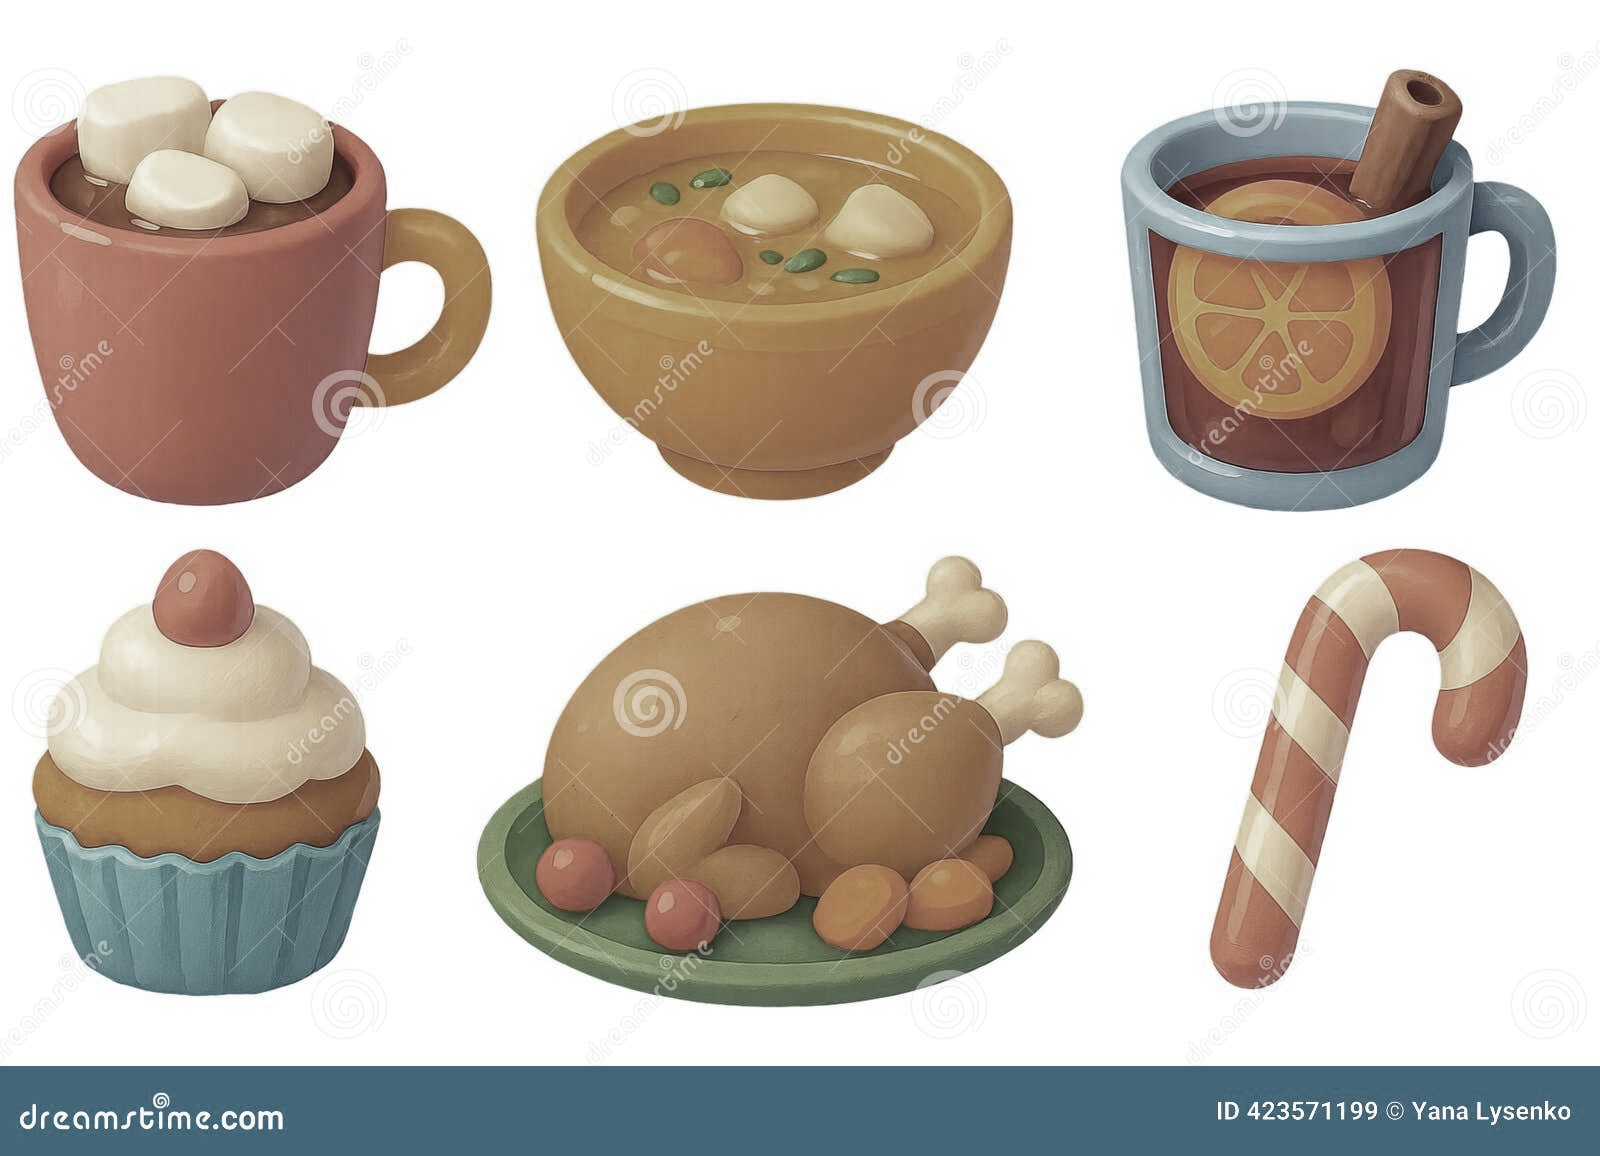 dreamstime.com
ID 423571199 © Yana Lysenko